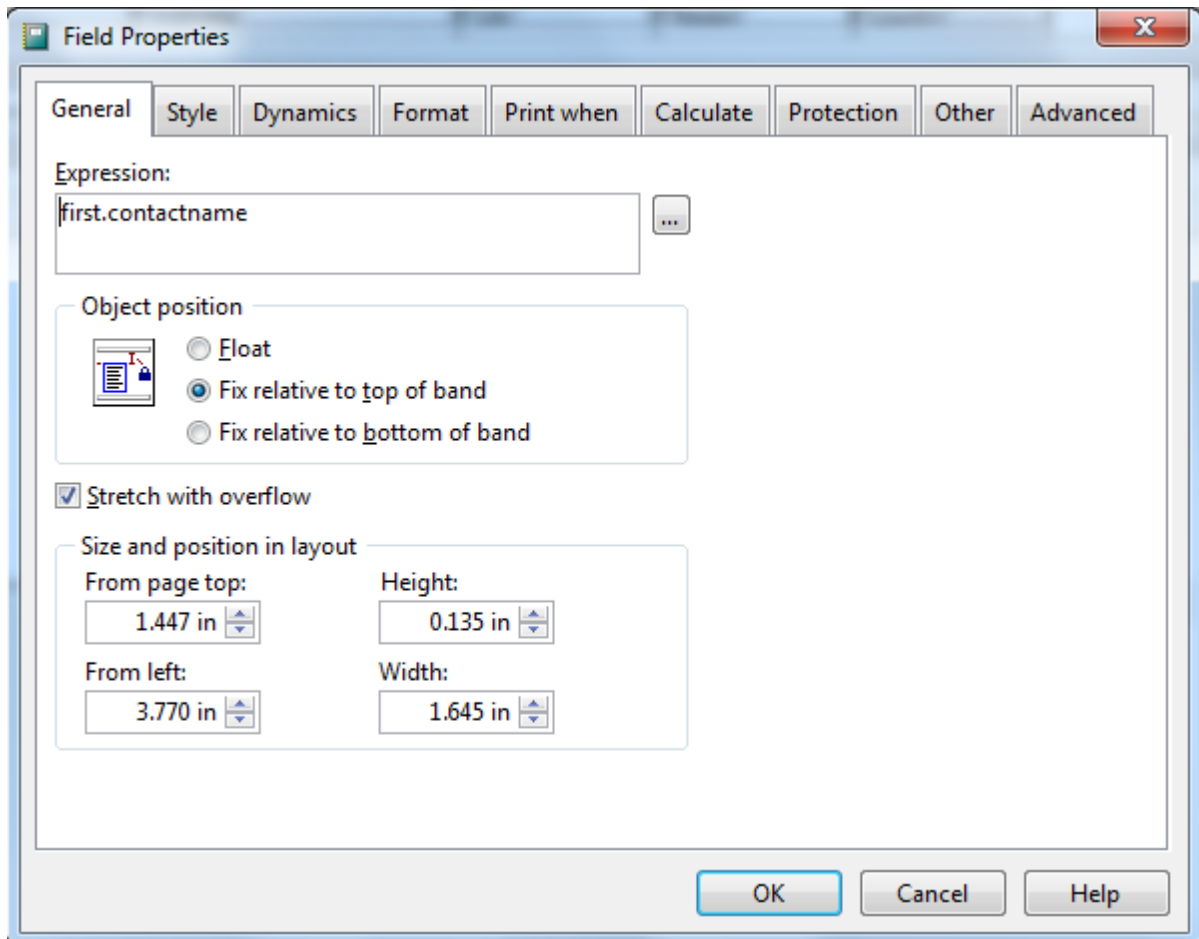 Field Properties
X
General Style Dynamics Format Print when Calculate Protection Other Advanced
Expression:
first.contactname
...
Object position
Float
Fix relative to top of band
Fix relative to bottom of band
Stretch with overflow
Size and position in layout
From page top: Height:
1.447 in 0.135 in
From left: Width:
3.770 in 1.645 in
OK Cancel Help